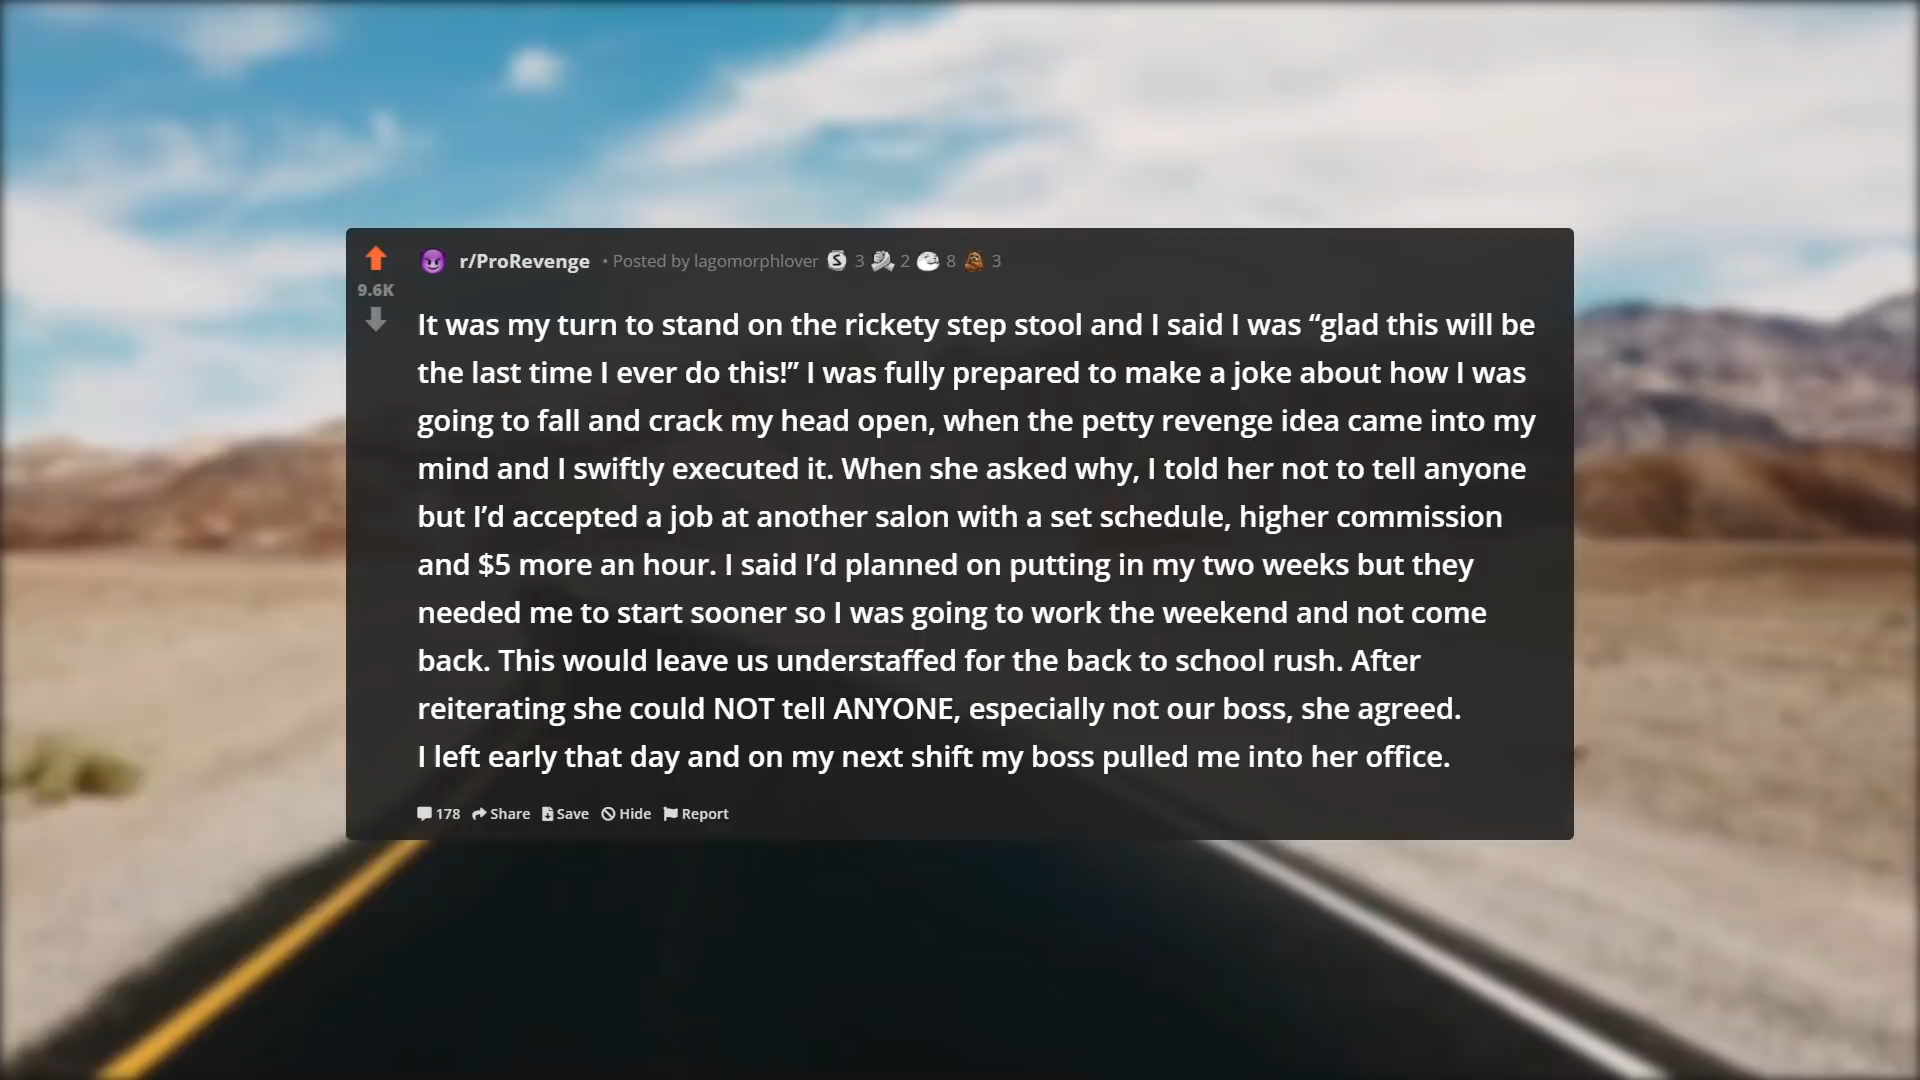 r/ProRevenge • Posted by lagomorphlover 3 2 8 3
9.6K
It was my turn to stand on the rickety step stool and I said I was “glad this will be
the last time I ever do this!” I was fully prepared to make a joke about how I was
going to fall and crack my head open, when the petty revenge idea came into my
mind and I swiftly executed it. When she asked why, I told her not to tell anyone
but I’d accepted a job at another salon with a set schedule, higher commission
and $5 more an hour. I said I’d planned on putting in my two weeks but they
needed me to start sooner so I was going to work the weekend and not come
back. This would leave us understaffed for the back to school rush. After
reiterating she could NOT tell ANYONE, especially not our boss, she agreed.
I left early that day and on my next shift my boss pulled me into her office.
178 Share Save Hide Report